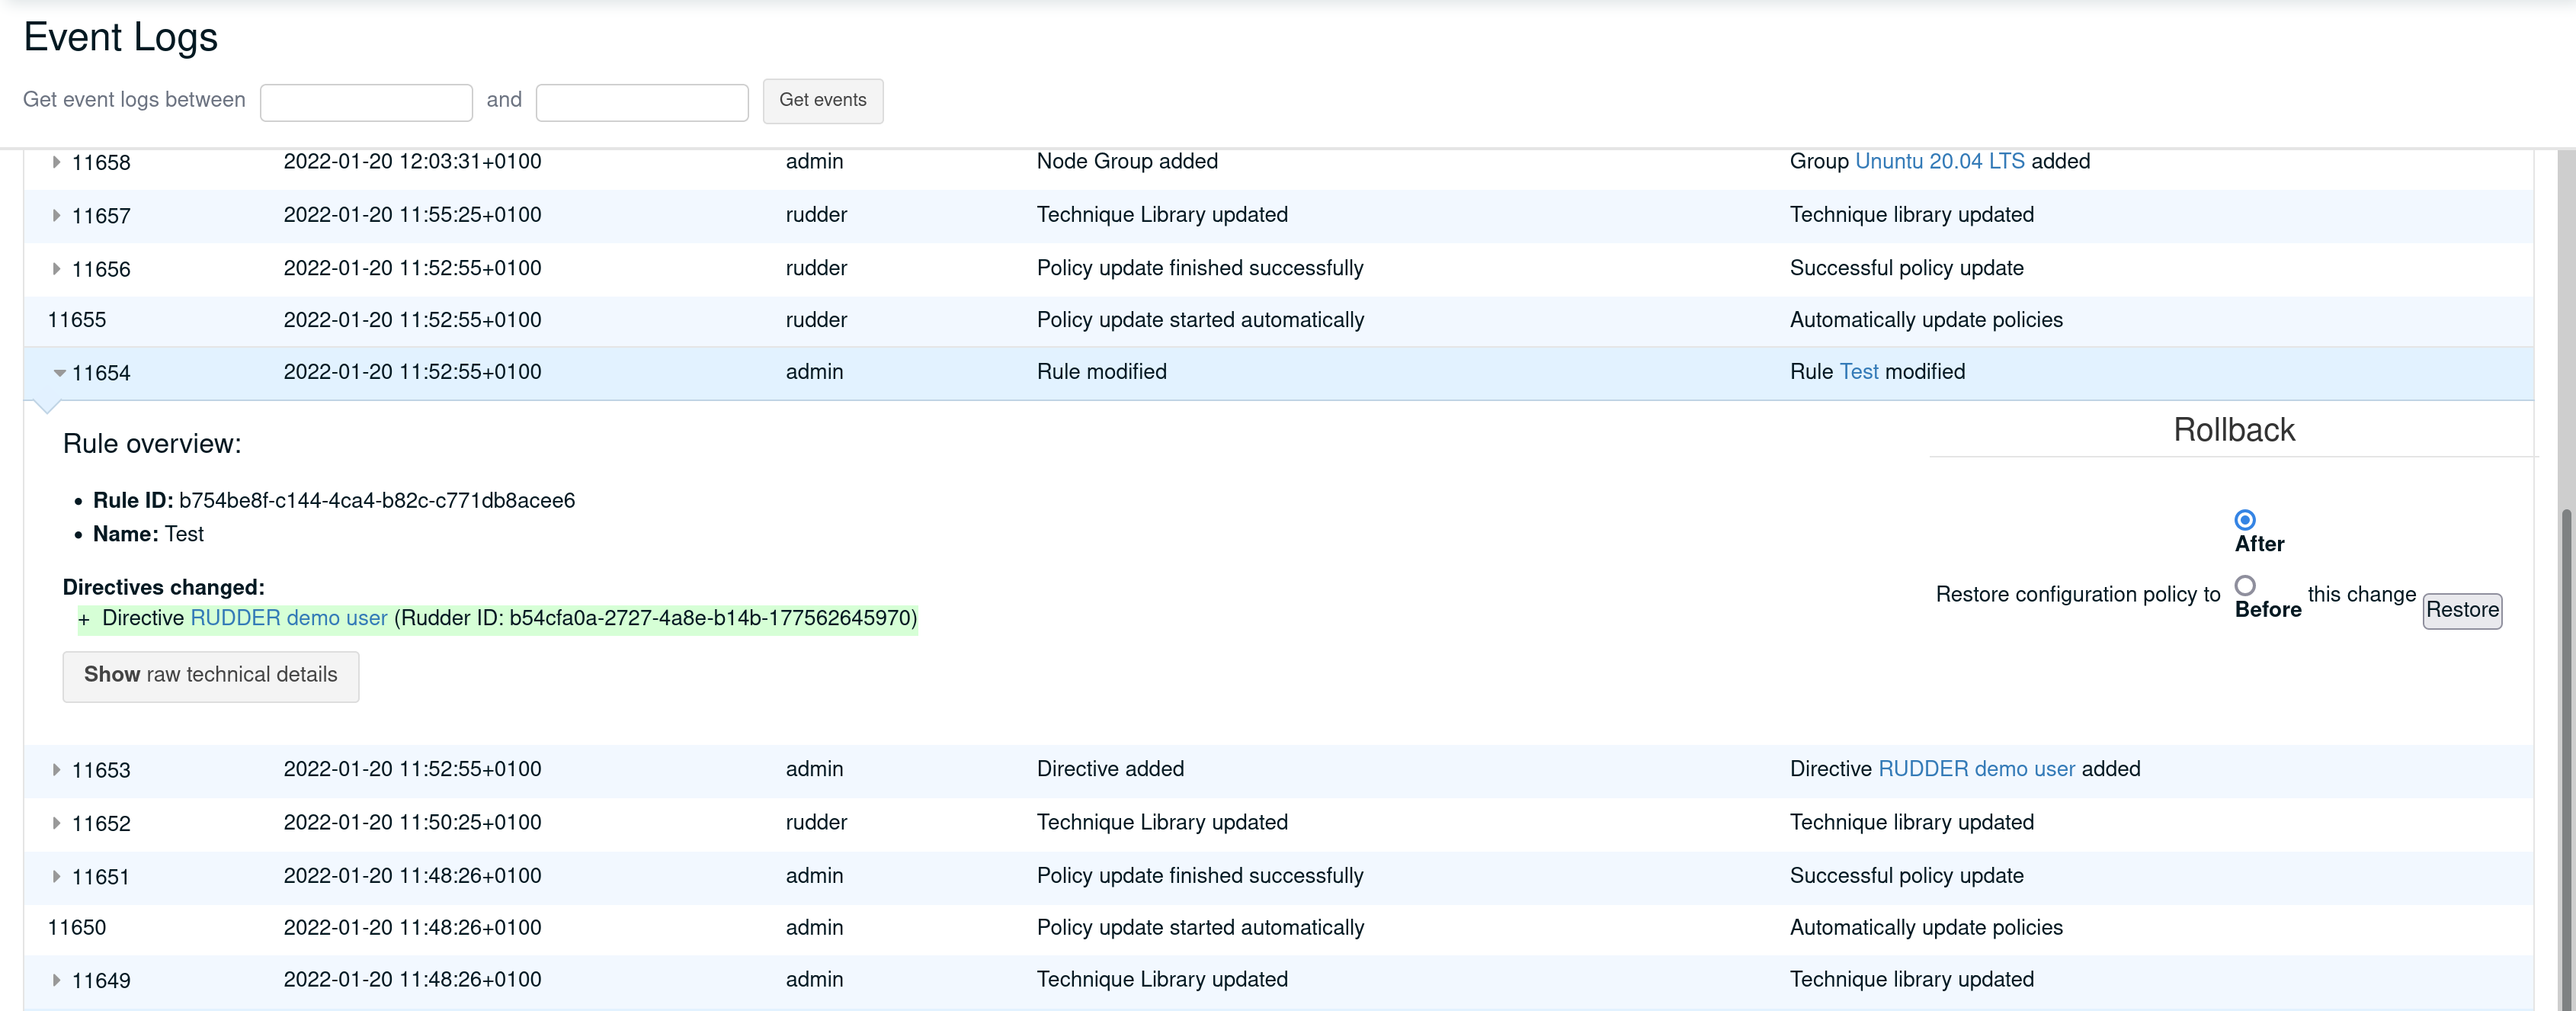 Event Logs
Get event logs between and Get events
11658 2022-01-20 12:03:31+0100 admin Node Group added Group Ununtu 20.04 LTS added
11657 2022-01-20 11:55:25+0100 rudder Technique Library updated Technique library updated
11656 2022-01-20 11:52:55+0100 rudder Policy update finished successfully Successful policy update
11655 2022-01-20 11:52:55+0100 rudder Policy update started automatically Automatically update policies
11654 2022-01-20 11:52:55+0100 admin Rule modified Rule Test modified
Rule overview:
• Rule ID: b754be8f-c144-4ca4-b82c-c771db8acee6
• Name: Test
Directives changed:
+ Directive RUDDER demo user (Rudder ID: b54cfa0a-2727-4a8e-b14b-177562645970)
Show raw technical details
Rollback
After
Restore configuration policy to Before this change Restore
11653 2022-01-20 11:52:55+0100 admin Directive added Directive RUDDER demo user added
11652 2022-01-20 11:50:25+0100 rudder Technique Library updated Technique library updated
11651 2022-01-20 11:48:26+0100 admin Policy update finished successfully Successful policy update
11650 2022-01-20 11:48:26+0100 admin Policy update started automatically Automatically update policies
11649 2022-01-20 11:48:26+0100 admin Technique Library updated Technique library updated